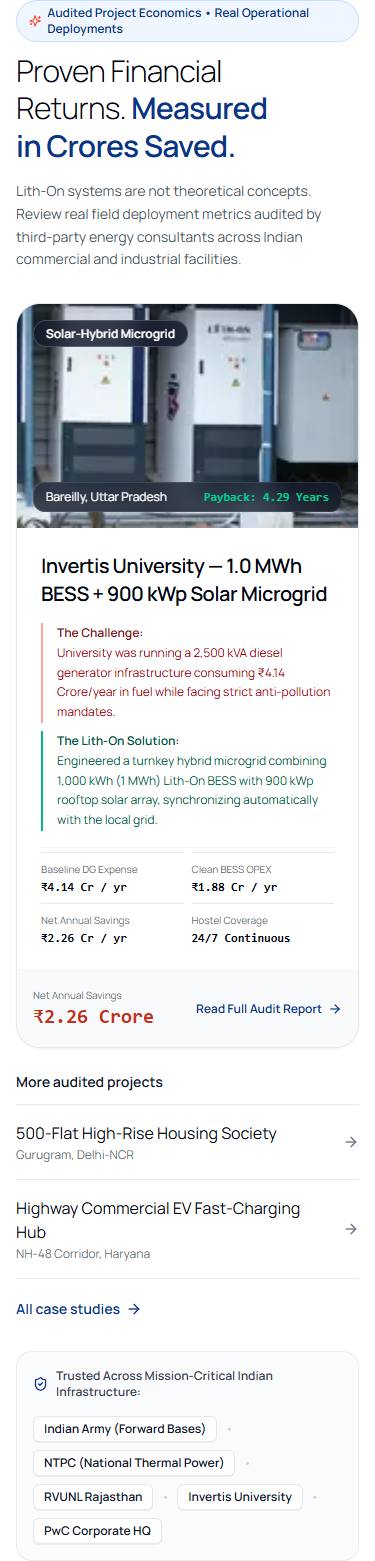 Audited Project Economics • Real Operational
Deployments
Proven Financial
Returns. Measured
in Crores Saved.
Lith-On systems are not theoretical concepts.
Review real field deployment metrics audited by
third-party energy consultants across Indian
commercial and industrial facilities.
Solar-Hybrid Microgrid
LITH-ON
Bareilly, Uttar Pradesh
Payback: 4.29 Years
Invertis University — 1.0 MWh
BESS + 900 kWp Solar Microgrid
The Challenge:
University was running a 2,500 kVA diesel
generator infrastructure consuming ₹4.14
Crore/year in fuel while facing strict anti-pollution
mandates.
The Lith-On Solution:
Engineered a turnkey hybrid microgrid combining
1,000 kWh (1 MWh) Lith-On BESS with 900 kWp
rooftop solar array, synchronizing automatically
with the local grid.
Baseline DG Expense
₹4.14 Cr / yr
Clean BESS OPEX
₹1.88 Cr / yr
Net Annual Savings
₹2.26 Cr / yr
Hostel Coverage
24/7 Continuous
Net Annual Savings
₹2.26 Crore
Read Full Audit Report →
More audited projects
500-Flat High-Rise Housing Society
Gurugram, Delhi-NCR
→
Highway Commercial EV Fast-Charging
Hub
NH-48 Corridor, Haryana
→
All case studies →
Trusted Across Mission-Critical Indian
Infrastructure:
Indian Army (Forward Bases) •
NTPC (National Thermal Power) •
RVUNL Rajasthan • Invertis University •
PwC Corporate HQ